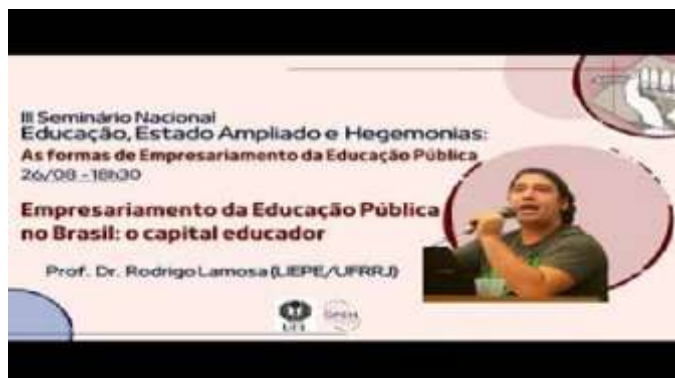 III Seminário Nacional
Educação, Estado Ampliado e Hegemonias:
As formas de Empresariamento da Educação Pública
26/08 - 18h30
Empresariamento da Educação Pública
no Brasil: o capital educador
Prof. Dr. Rodrigo Lamosa (LIEPE/UFRRJ)